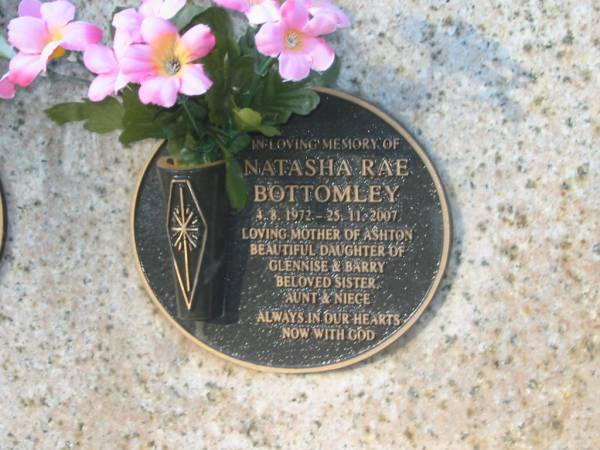 IN LOVING MEMORY OF
NATASHA RAE
BOTTOMLEY
4. 8. 1972 - 25. 11. 2007
LOVING MOTHER OF ASHTON
BEAUTIFUL DAUGHTER OF
GLENNISE & BARRY
BELOVED SISTER,
AUNT & NIECE
ALWAYS IN OUR HEARTS
NOW WITH GOD